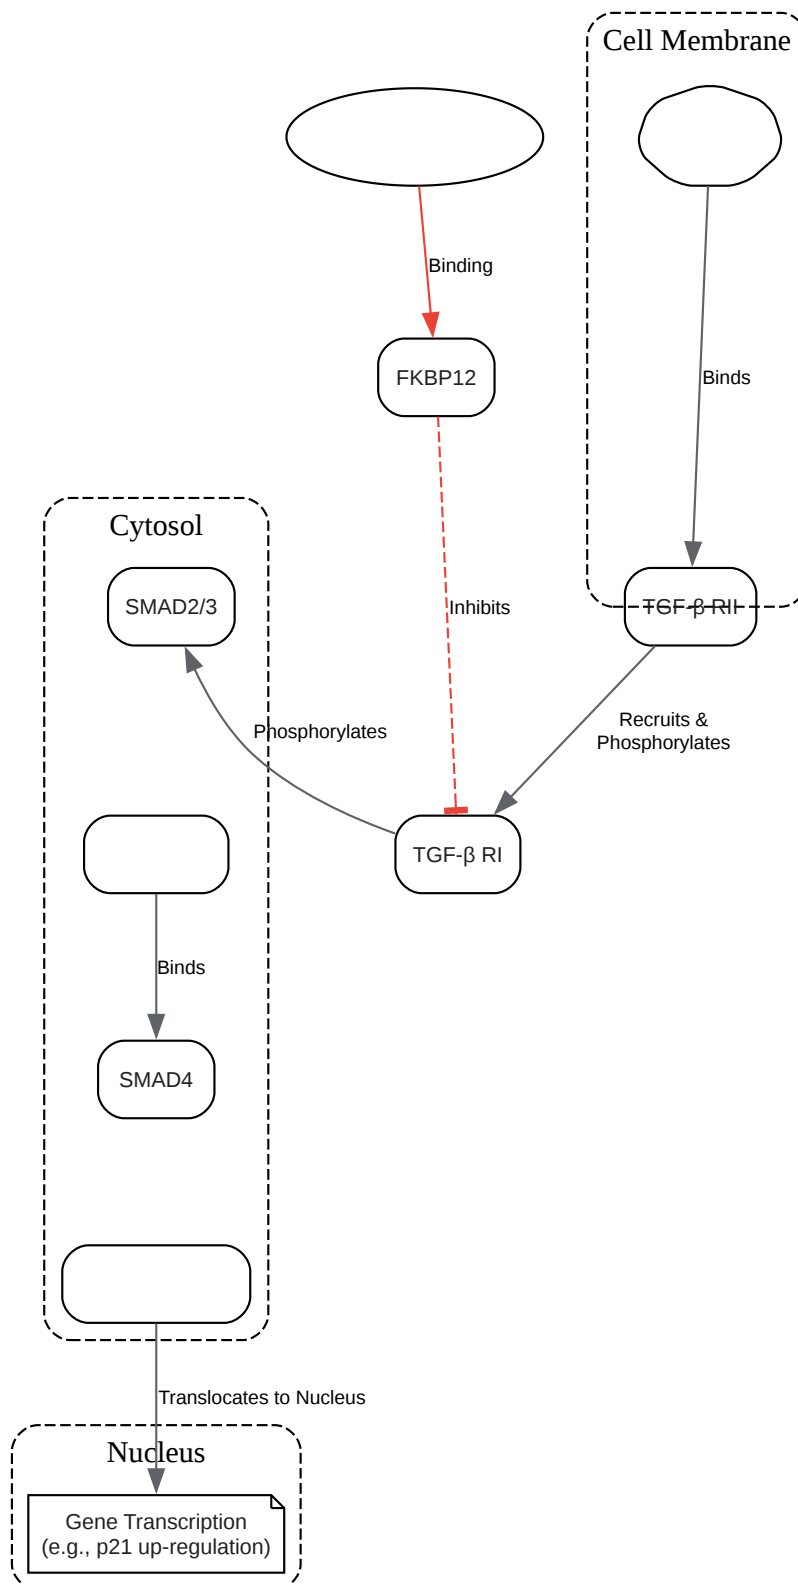 Cell Membrane
Binding
FKBP12
Binds
Cytosol
SMAD2/3
Inhibits
TGF-β RII
Phosphorylates
Recruits &
Phosphorylates
TGF-β RI
Binds
SMAD4
Translocates to Nucleus
Nucleus
Gene Transcription
(e.g., p21 up-regulation)